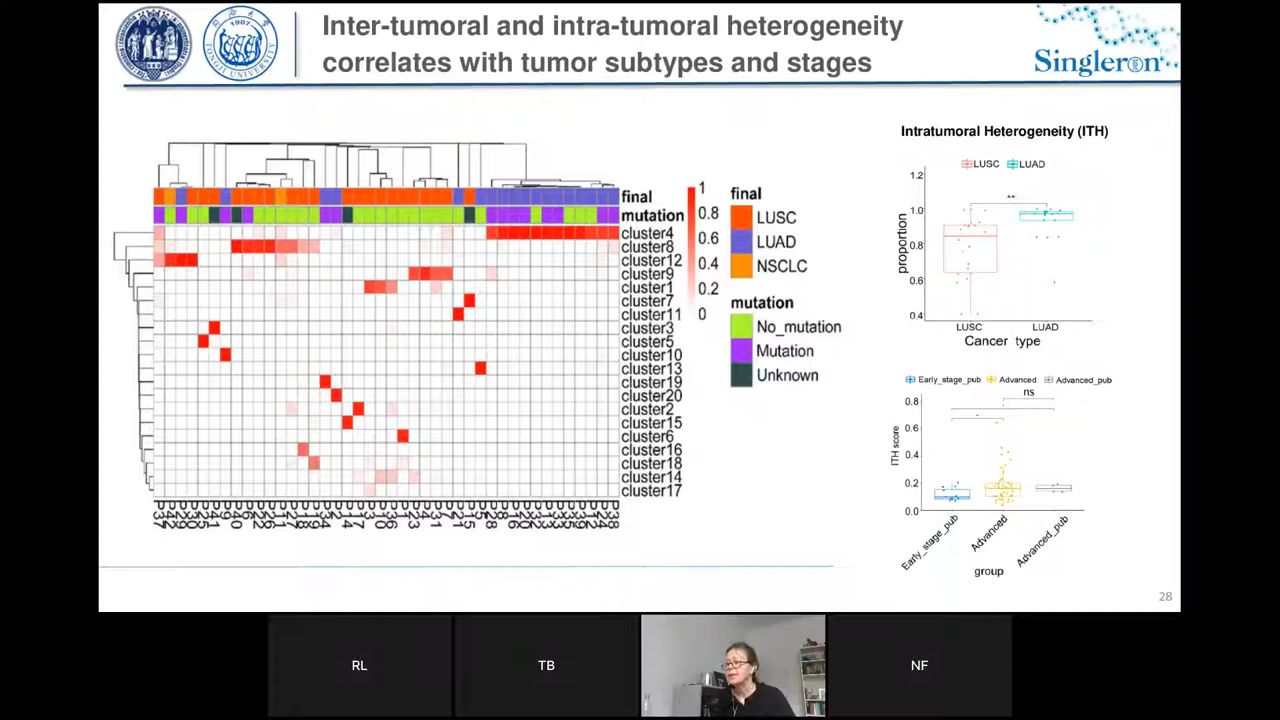 Inter-tumoral and intra-tumoral heterogeneity
correlates with tumor subtypes and stages
1907
TONGJI UNIVERSITY
Singleron
final
mutation
cluster4
cluster8
cluster12
cluster9
cluster1
cluster7
cluster11
cluster3
cluster5
cluster10
cluster13
cluster19
cluster20
cluster2
cluster15
cluster6
cluster16
cluster18
cluster14
cluster17
1
0.8
0.6
0.4
0.2
0
final
LUSC
LUAD
NSCLC
mutation
No_mutation
Mutation
Unknown
Intratumoral Heterogeneity (ITH)
LUSC LUAD
proportion
1.2
1.0
0.8
0.6
0.4
**
LUSC LUAD
Cancer type
Early_stage_pub Advanced Advanced_pub
ITH score
0.8
0.6
0.4
0.2
0.0
ns
Early_stage_pub
Advanced
Advanced_pub
group
28
RL
TB
NF